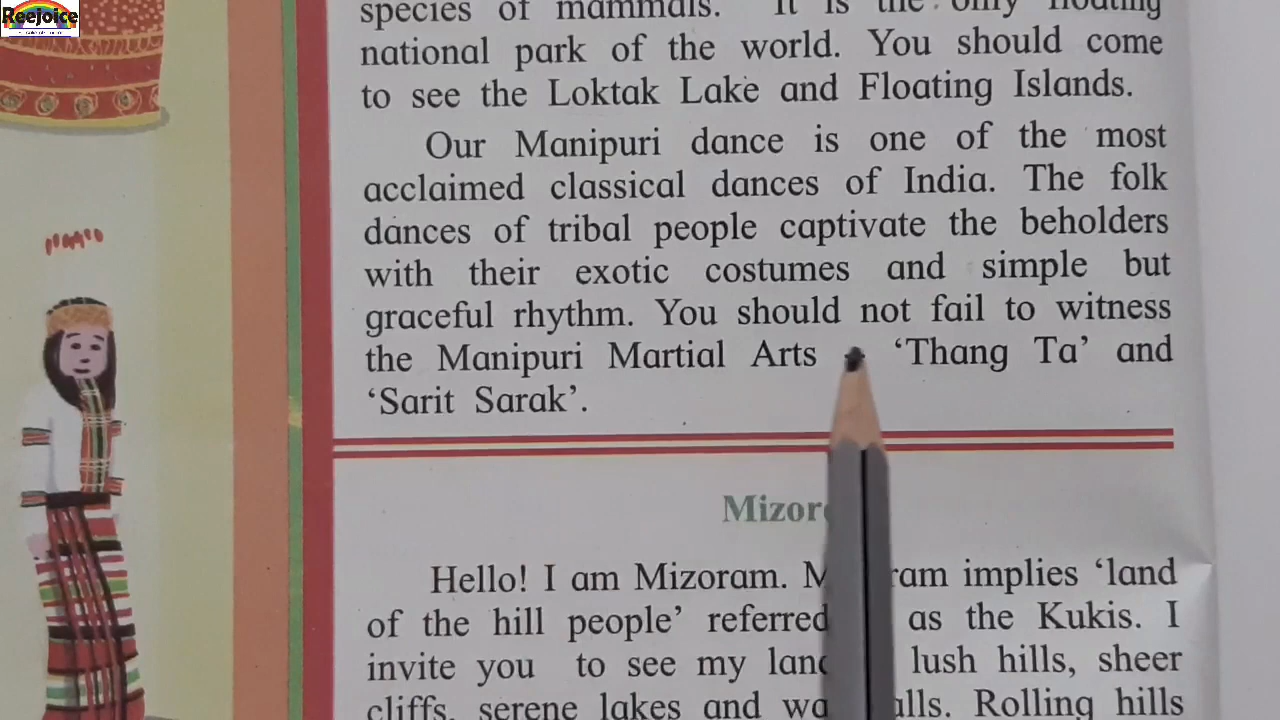 Reejoice
species of mammals. It is the only floating
national park of the world. You should come
to see the Loktak Lake and Floating Islands.
Our Manipuri dance is one of the most
acclaimed classical dances of India. The folk
dances of tribal people captivate the beholders
with their exotic costumes and simple but
graceful rhythm. You should not fail to witness
the Manipuri Martial Arts 'Thang Ta' and
'Sarit Sarak'.
Mizor
Hello! I am Mizoram. M ram implies 'land
of the hill people' referred as the Kukis. I
invite you to see my land lush hills, sheer
cliffs, serene lakes and wa alls. Rolling hills